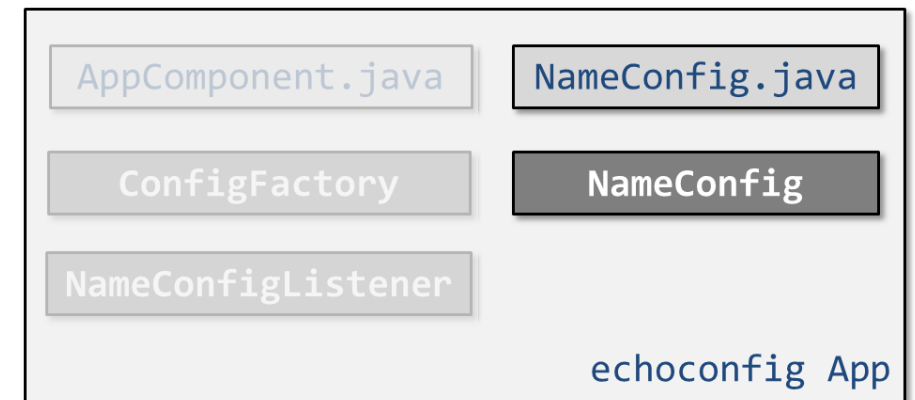 AppComponent.java
NameConfig.java
ConfigFactory
NameConfig
NameConfigListener
echoconfig App